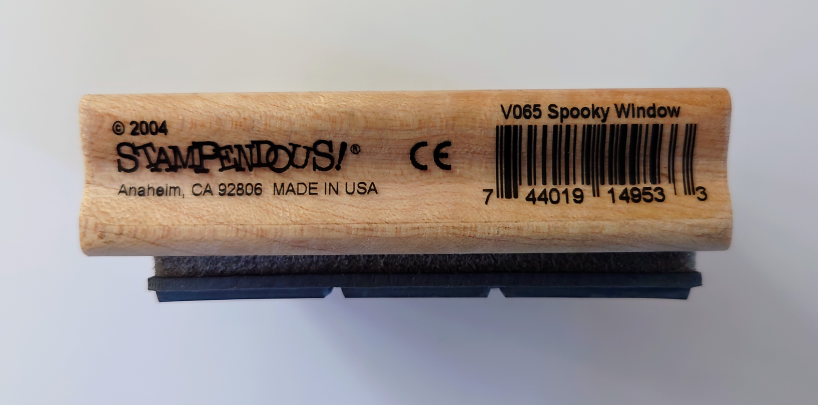 © 2004
STAMPENDOUS!®
Anaheim, CA 92806 MADE IN USA
CE
V065 Spooky Window
7 44019 14953 3